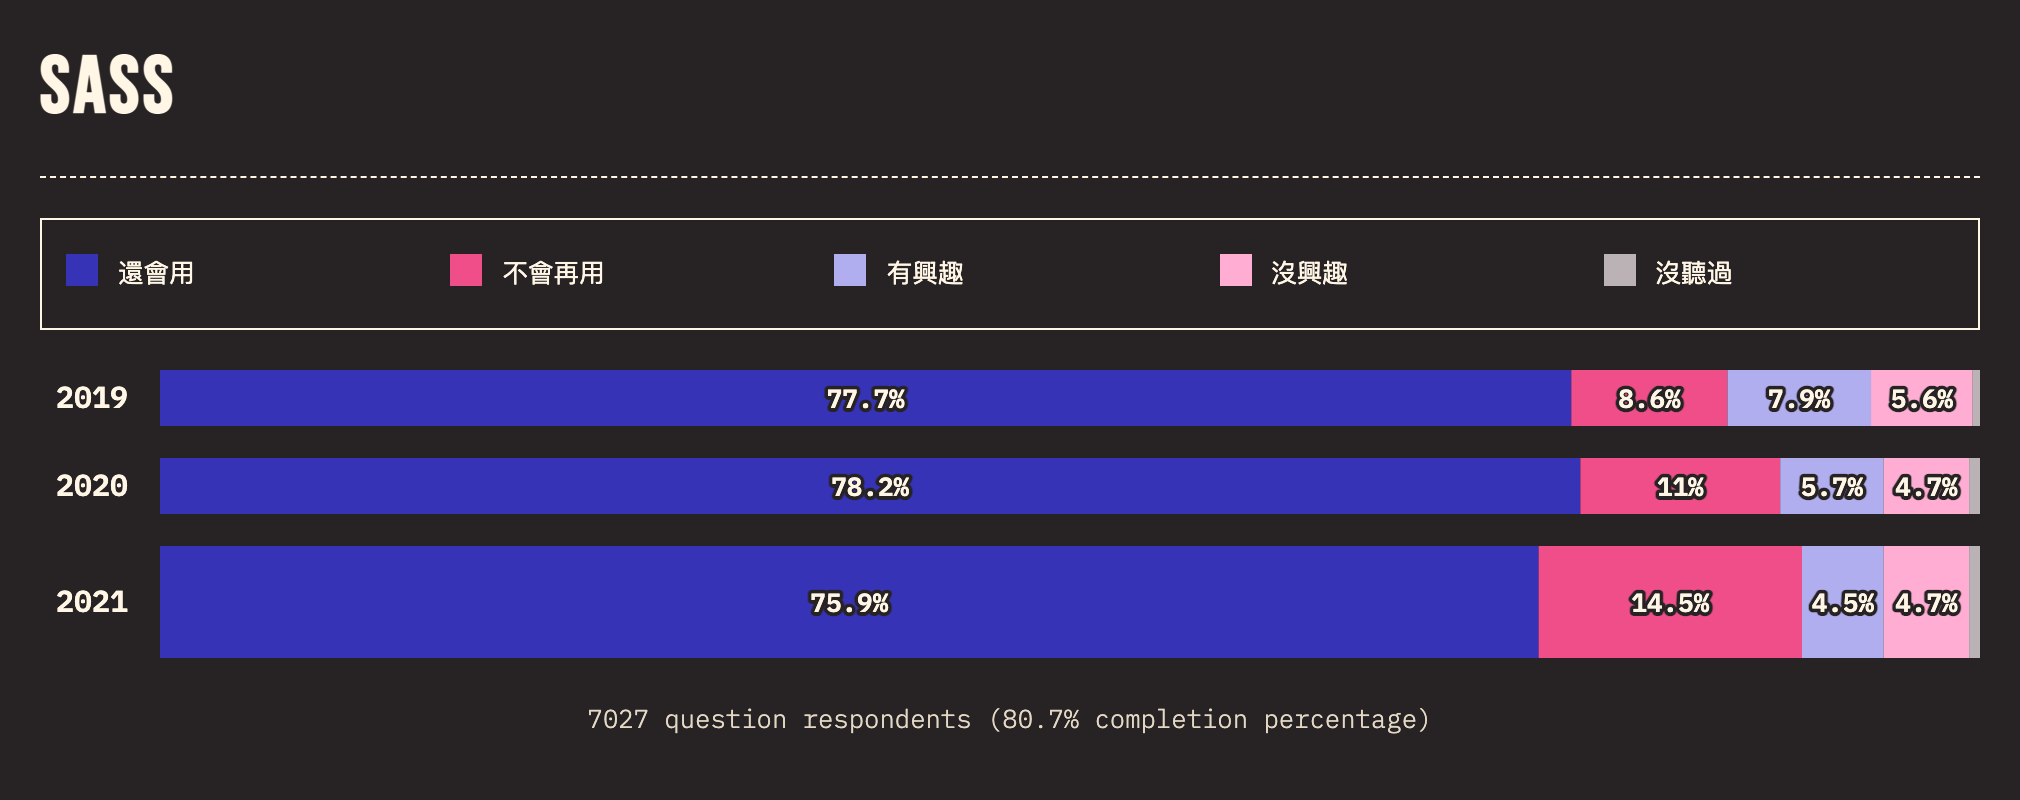 SASS
還會用 不會再用 有興趣 沒興趣 沒聽過
2019 77.7% 8.6% 7.9% 5.6%
2020 78.2% 11% 5.7% 4.7%
2021 75.9% 14.5% 4.5% 4.7%
7027 question respondents (80.7% completion percentage)